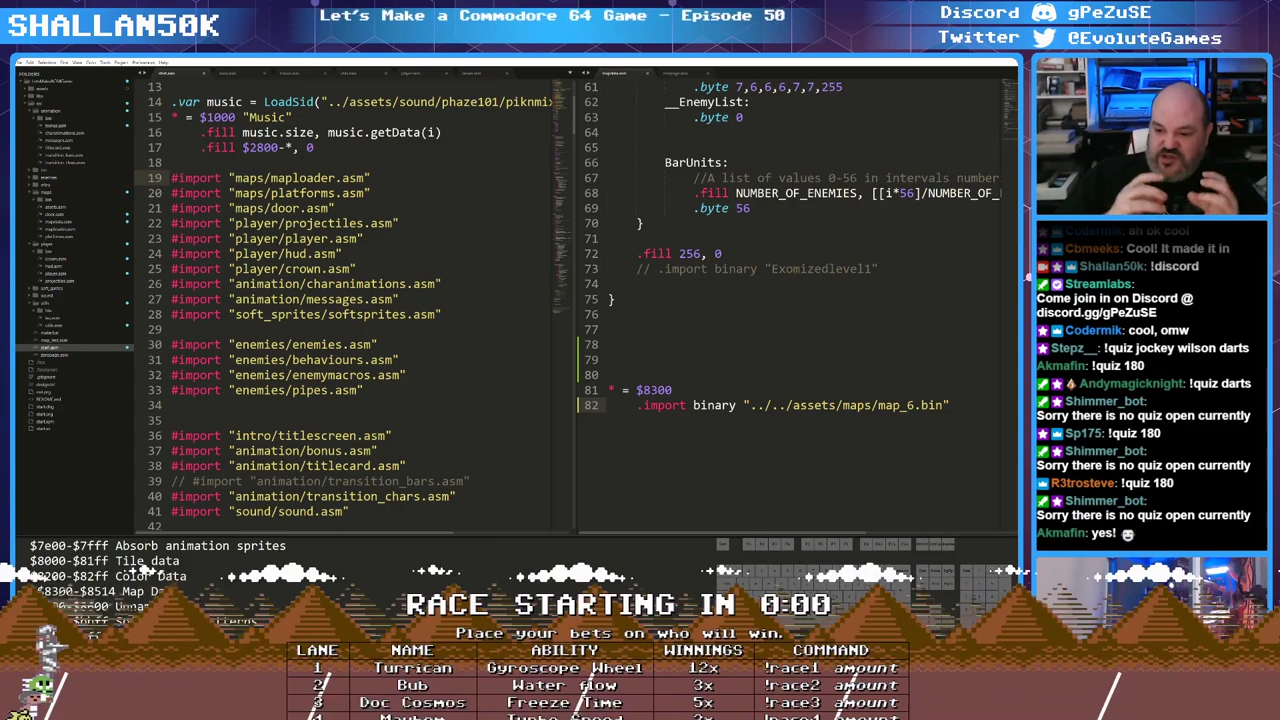 SHALLAN50K
Let's Make a Commodore 64 Game - Episode 50
Discord gPeZuSE
Twitter @EvoluteGames
FOLDERS
13
14 .var music = LoadSid("../assets/sound/phaze101/piknmi
15 * = $1000 "Music"
16 .fill music.size, music.getData(i)
17 .fill $2800-*, 0
18
19 #import "maps/maploader.asm"
20 #import "maps/platforms.asm"
21 #import "maps/door.asm"
22 #import "player/projectiles.asm"
23 #import "player/player.asm"
24 #import "player/hud.asm"
25 #import "player/crown.asm"
26 #import "animation/charanimations.asm"
27 #import "animation/messages.asm"
28 #import "soft_sprites/softsprites.asm"
29
30 #import "enemies/enemies.asm"
31 #import "enemies/behaviours.asm"
32 #import "enemies/enemymacros.asm"
33 #import "enemies/pipes.asm"
34
35
36 #import "intro/titlescreen.asm"
37 #import "animation/bonus.asm"
38 #import "animation/titlecard.asm"
39 // #import "animation/transition_bars.asm"
40 #import "animation/transition_chars.asm"
41 #import "sound/sound.asm"
42
61 .byte 7,6,6,6,7,7,255
62 __EnemyList:
63 .byte 0
64
65
66 BarUnits:
67 //A list of values 0-56 in intervals number
68 .fill NUMBER_OF_ENEMIES, [[i*56]/NUMBER_OF_
69 .byte 56
70 }
71
72 .fill 256, 0
73 // .import binary "Exomizedlevel1"
74
75 }
76
77
78
79
80
81 * = $8300
82 .import binary "../../assets/maps/map_6.bin"
Codermik: ah ok cool
Cbmeeks: Cool! It made it in
Shallan50k: !discord
Streamlabs:
Come join in on Discord @
discord.gg/gPeZuSE
Codermik: cool, omw
Stepz__: !quiz jockey wilson darts
Akmafin: !quiz 180
Andymagicknight: !quiz darts
Shimmer_bot:
Sorry there is no quiz open currently
Sp175: !quiz 180
Shimmer_bot:
Sorry there is no quiz open currently
R3trosteve: !quiz 180
Shimmer_bot:
Sorry there is no quiz open currently
Akmafin: yes!
$7e00-$7fff Absorb animation sprites
$8000-$81ff Tile data
Color Data
$8300-$8514 Map D
RACE STARTING IN 0:00
Place your bets on who will win.
LANE NAME ABILITY WINNINGS COMMAND
1 Turrican Gyroscope Wheel 12x !race1 amount
2 Bub Water flow 3x !race2 amount
3 Doc Cosmos Freeze Time 5x !race3 amount